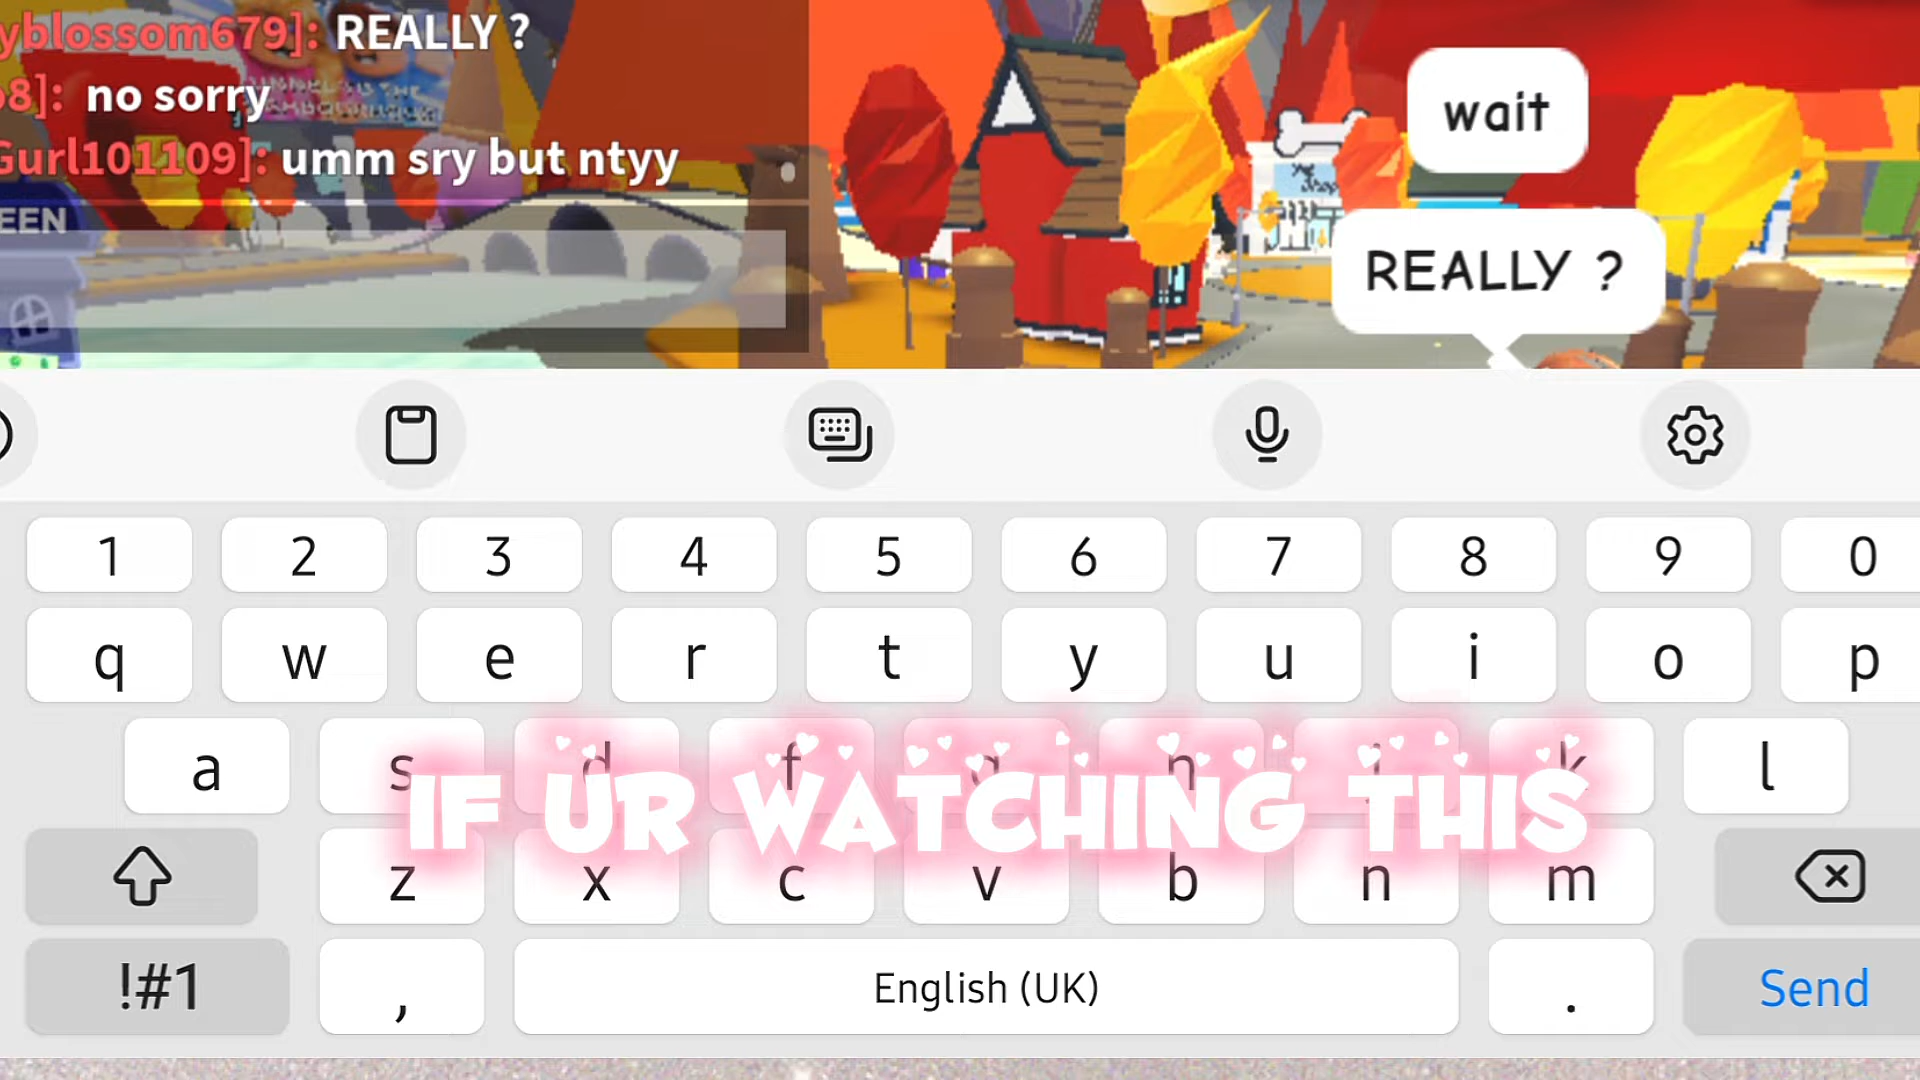 yblossom679]: REALLY ?
8]: no sorry
Gurl101109]: umm sry but ntyy
EEN
wait
REALLY ?
1 2 3 4 5 6 7 8 9 0
q w e r t y u i o p
a s d f g h j k l
IF UR WATCHING THIS
z x c v b n m
!#1 , English (UK) . Send